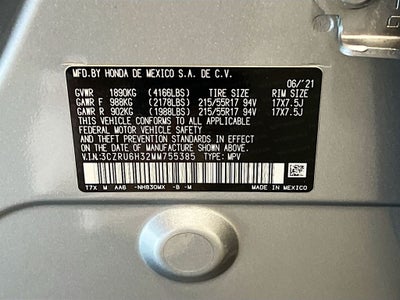 MFD.BY HONDA DE MEXICO S.A. DE C.V.
06/'21
GVWR 1890KG (4166LBS) TIRE SIZE RIM SIZE
GAWR F 988KG (2178LBS) 215/55R17 94V 17X7.5J
GAWR R 902KG (1988LBS) 215/55R17 94V 17X7.5J
THIS VEHICLE CONFORMS TO ALL APPLICABLE
FEDERAL MOTOR VEHICLE SAFETY
AND THEFT PREVENTION STANDARDS IN EFFECT
ON THE DATE OF MANUFACTURE SHOWN ABOVE.
V.I.N:3CZRU6H32MM755385 TYPE: MPV
T7X M AA6 -NH830MX -B -M
MADE IN MEXICO